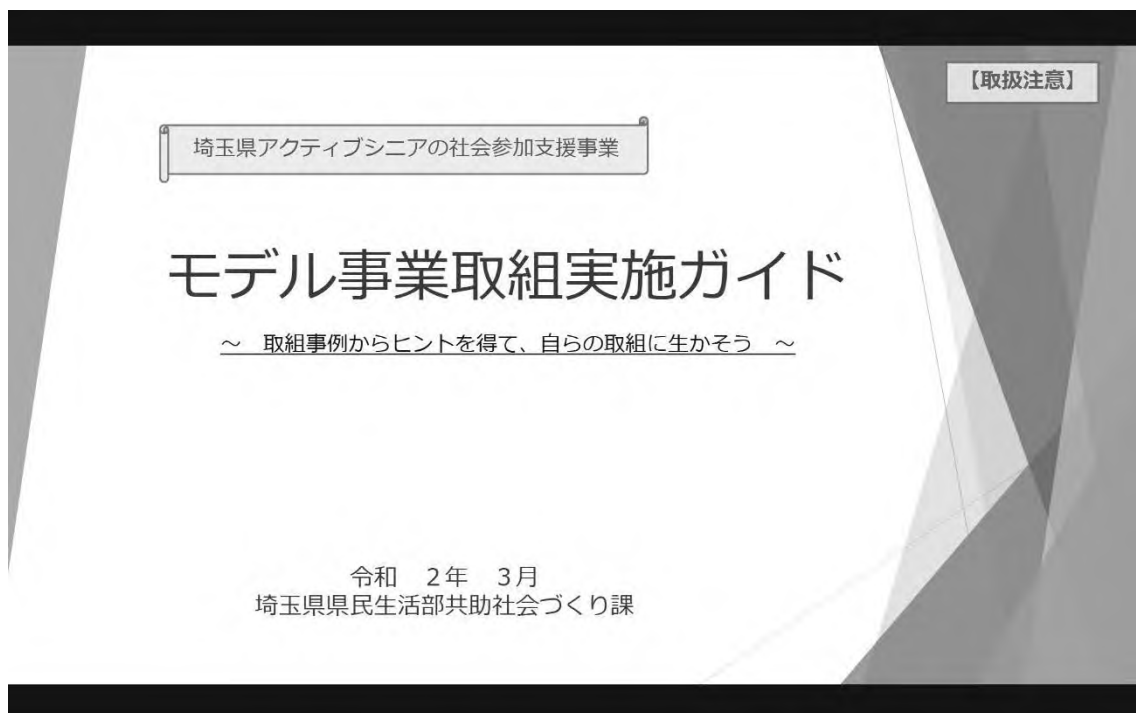 【取扱注意】
埼玉県アクティブシニアの社会参加支援事業
モデル事業取組実施ガイド
~ 取組事例からヒントを得て、自らの取組に生かそう ~
令和 2年 3月
埼玉県県民生活部共助社会づくり課